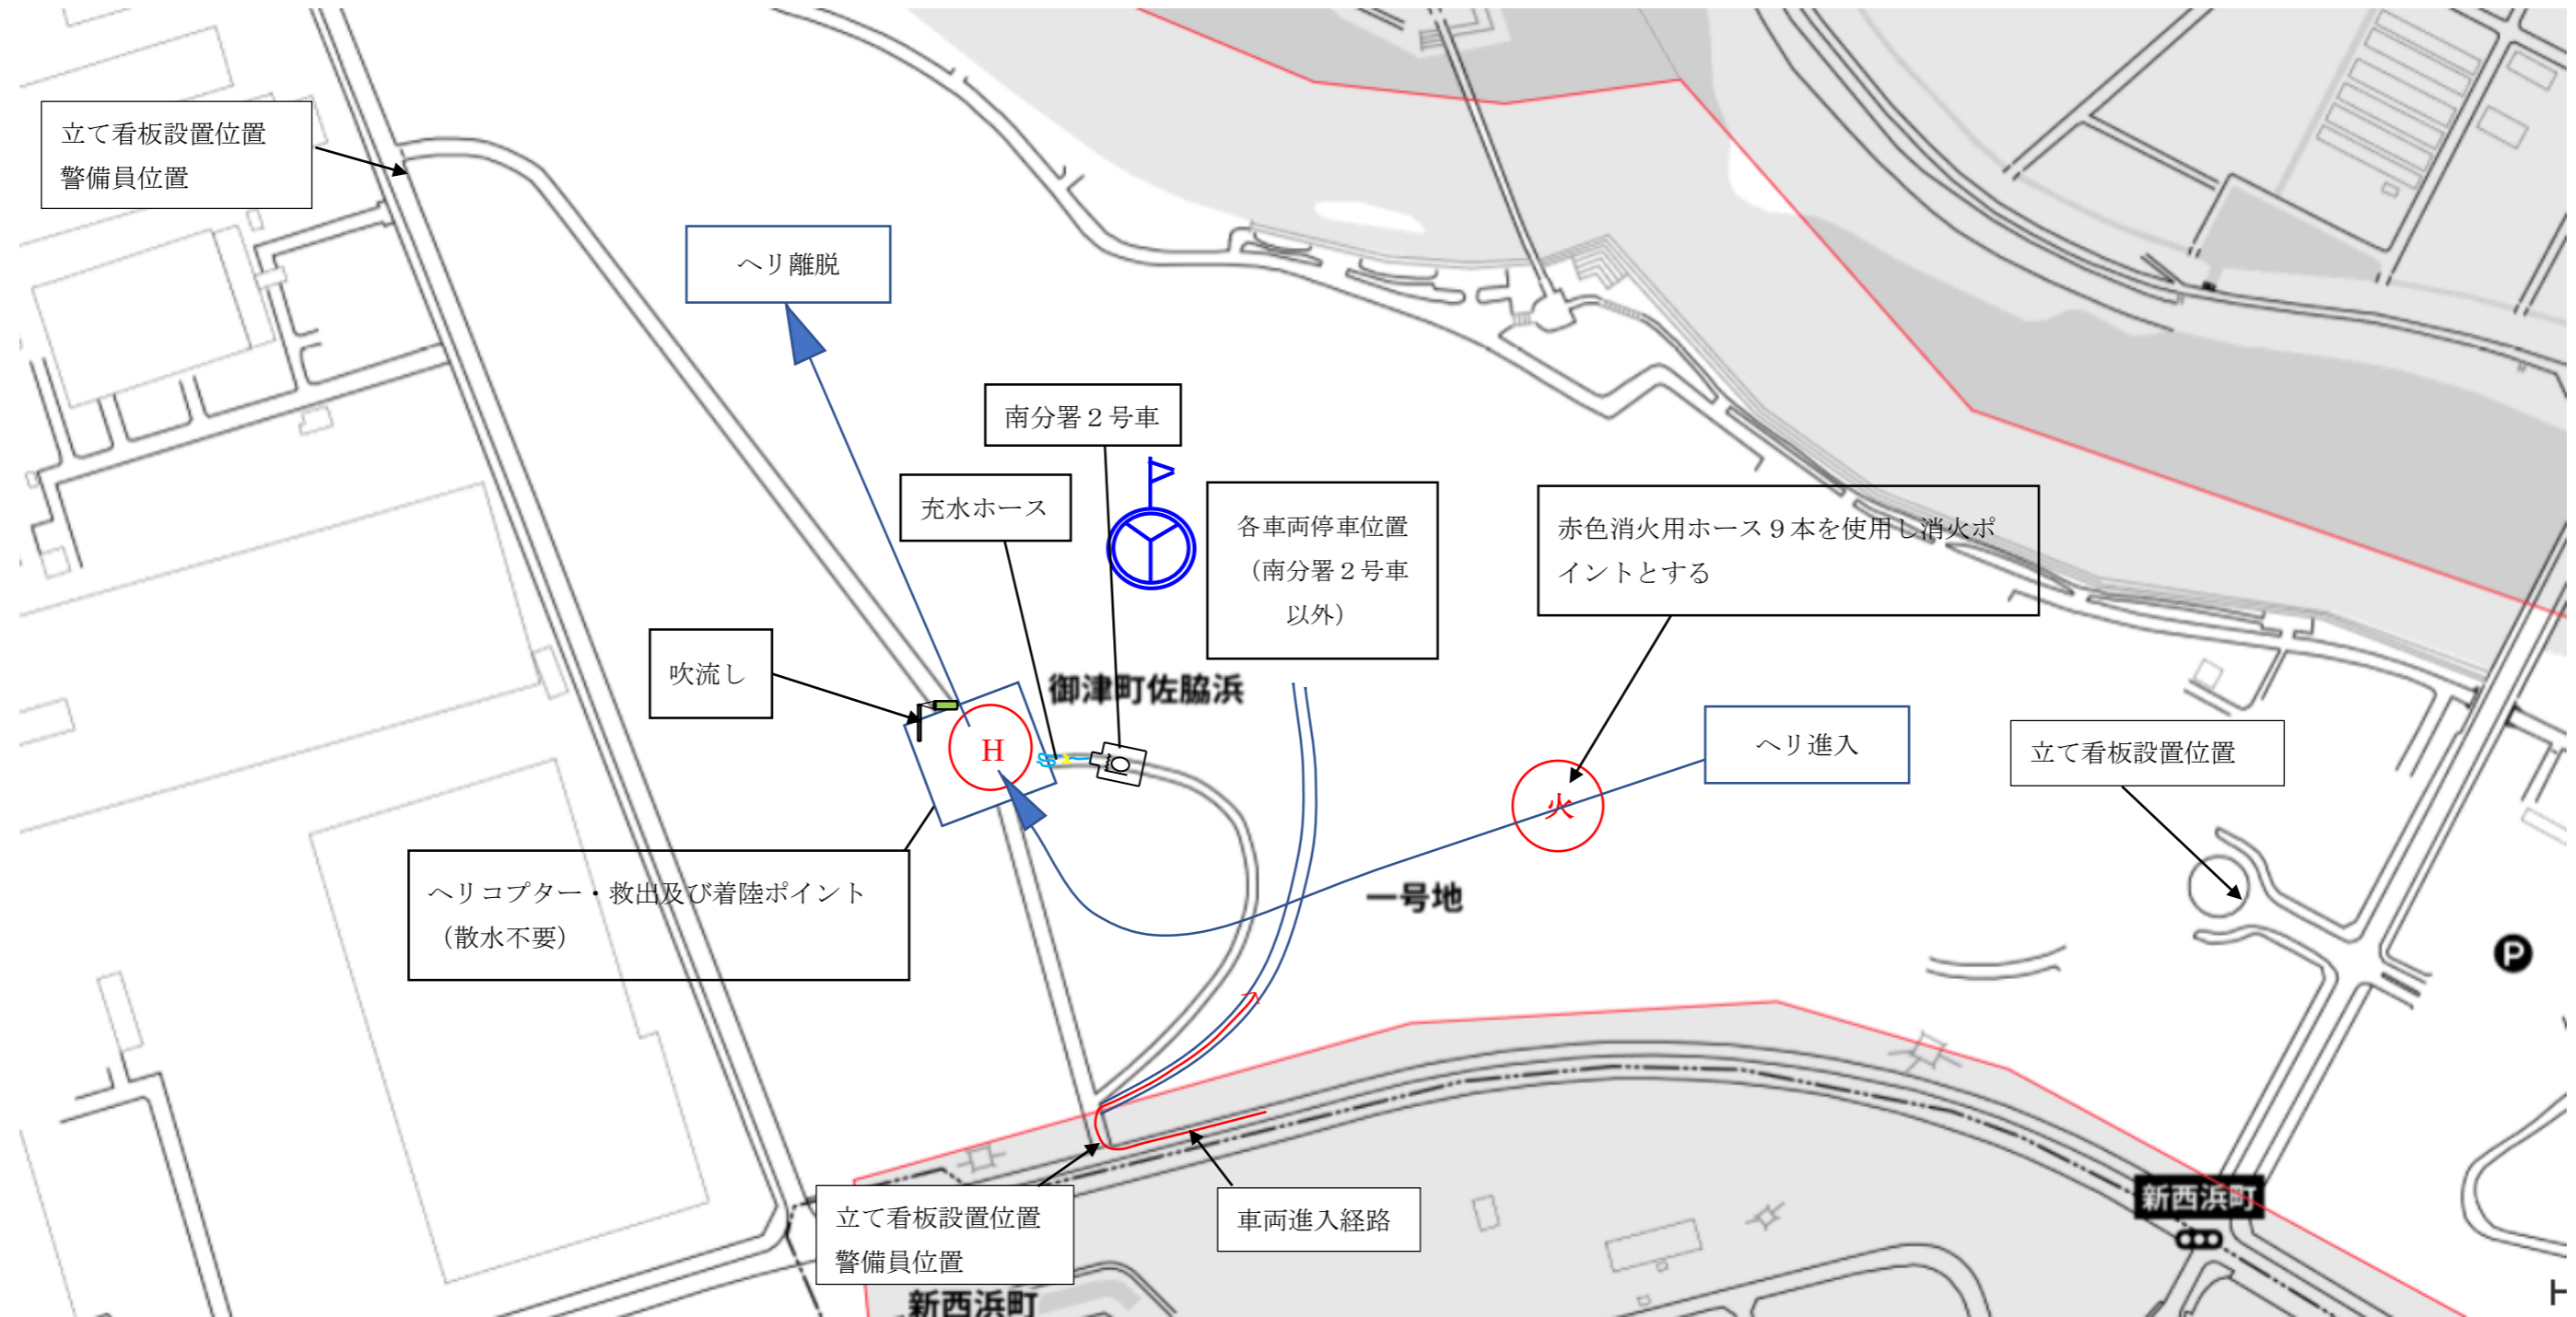 立て看板設置位置
警備員位置
ヘリ離脱
南分署２号車
充水ホース
各車両停車位置
（南分署２号車
以外）
赤色消火用ホース９本を使用し消火ポ
イントとする
吹流し
御津町佐脇浜
H
火
ヘリ進入
立て看板設置位置
ヘリコプター・救出及び着陸ポイント
（散水不要）
一号地
P
立て看板設置位置
警備員位置
車両進入経路
新西浜町
新西浜町